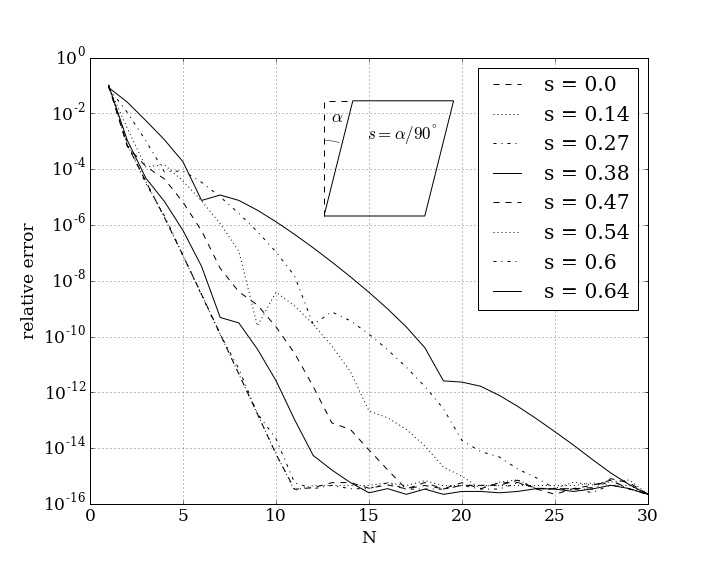 10^0
10^-2
10^-4
10^-6
10^-8
10^-10
10^-12
10^-14
10^-16
relative error
0 5 10 15 20 25 30
N
α
s = α/90°
s = 0.0
s = 0.14
s = 0.27
s = 0.38
s = 0.47
s = 0.54
s = 0.6
s = 0.64